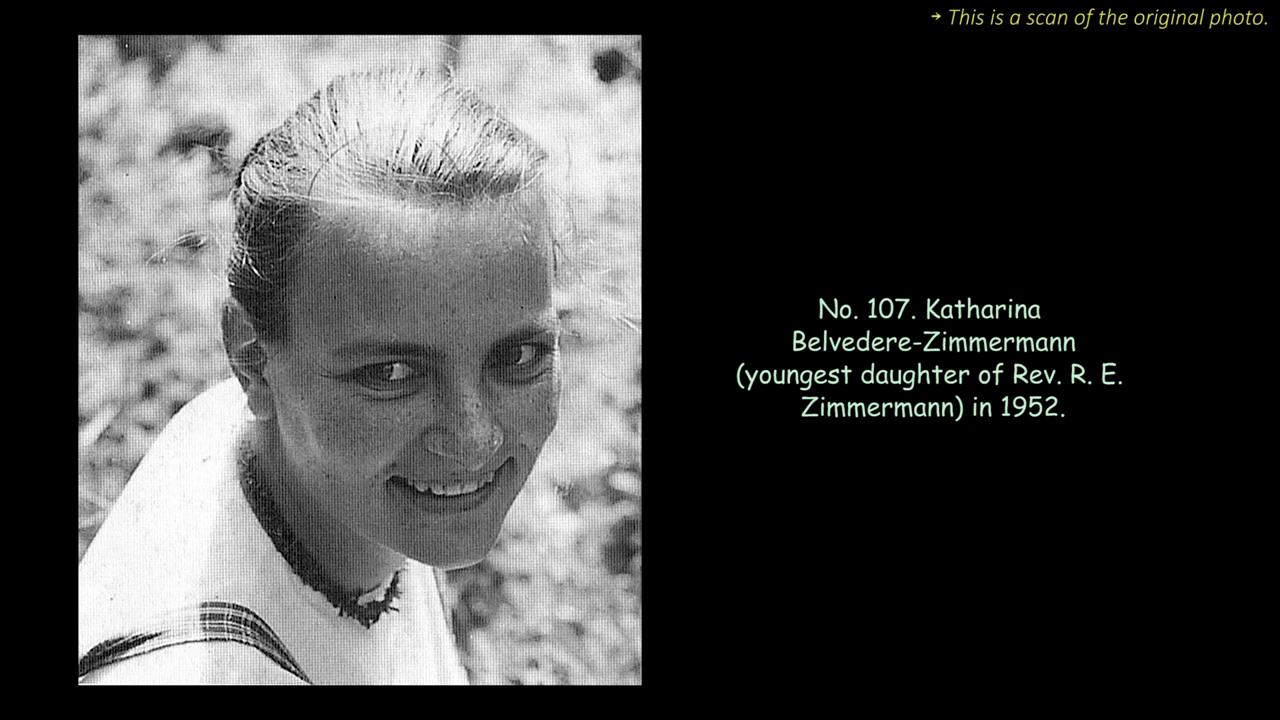 → This is a scan of the original photo.
No. 107. Katharina
Belvedere-Zimmermann
(youngest daughter of Rev. R. E.
Zimmermann) in 1952.